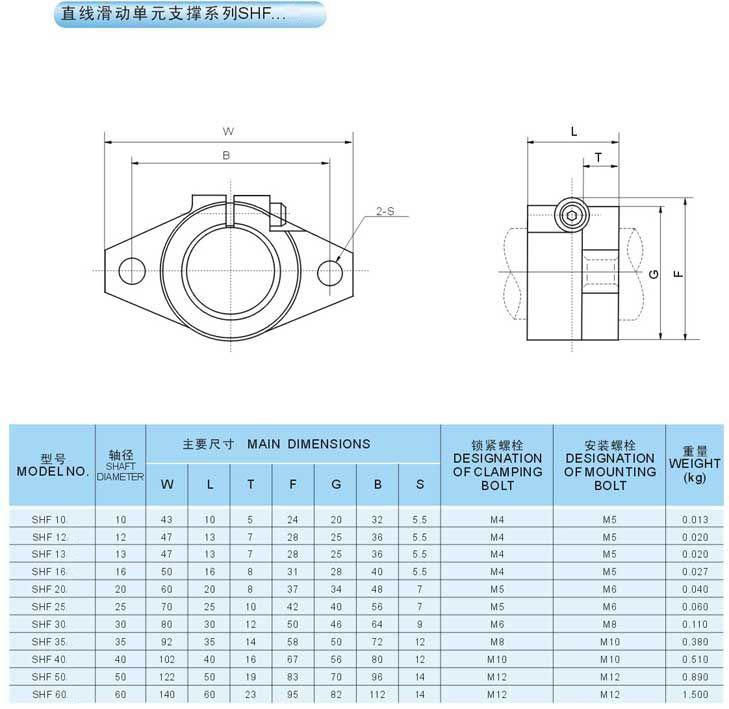 直线滑动单元支撑系列SHF...
W
B
2-S
L
T
G
F
型号
MODEL NO.
轴径
SHAFT
DIAMETER
主要尺寸 MAIN DIMENSIONS
W L T F G B S
锁紧螺栓
DESIGNATION
OF CLAMPING
BOLT
安装螺栓
DESIGNATION
OF MOUNTING
BOLT
重量
WEIGHT
(kg)
SHF 10 10 43 10 5 24 20 32 5.5 M4 M5 0.013
SHF 12 12 47 13 7 28 25 36 5.5 M4 M5 0.020
SHF 13 13 47 13 7 28 25 36 5.5 M4 M5 0.020
SHF 16 16 50 16 8 31 28 40 5.5 M4 M5 0.027
SHF 20 20 60 20 8 37 34 48 7 M5 M6 0.040
SHF 25 25 70 25 10 42 40 56 7 M5 M6 0.060
SHF 30 30 80 30 12 50 46 64 9 M6 M8 0.110
SHF 35 35 92 35 14 58 50 72 12 M8 M10 0.380
SHF 40 40 102 40 16 67 56 80 12 M10 M10 0.510
SHF 50 50 122 50 19 83 70 96 14 M12 M12 0.890
SHF 60 60 140 60 23 95 82 112 14 M12 M12 1.500